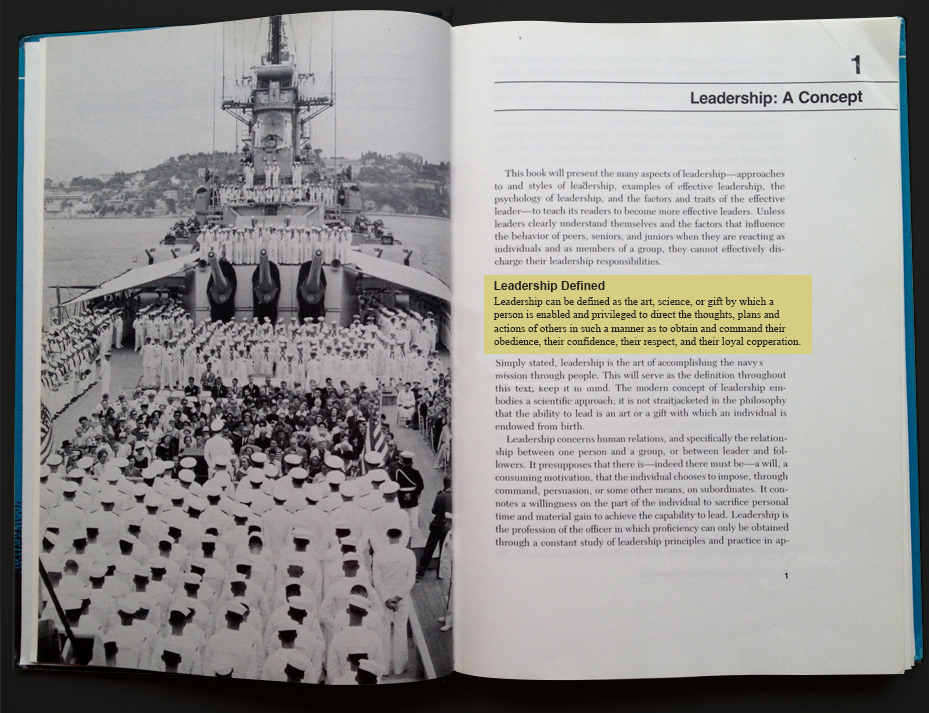 1
Leadership: A Concept
This book will present the many aspects of leadership—approaches
to and styles of leadership, examples of effective leadership, the
psychology of leadership, and the factors and traits of the effective
leader—to teach its readers to become more effective leaders. Unless
leaders clearly understand themselves and the factors that influence
the behavior of peers, seniors, and juniors when they are reacting as
individuals and as members of a group, they cannot effectively dis-
charge their leadership responsibilities.
Leadership Defined
Leadership can be defined as the art, science, or gift by which a
person is enabled and privileged to direct the thoughts, plans and
actions of others in such a manner as to obtain and command their
obedience, their confidence, their respect, and their loyal copperation.
Simply stated, leadership is the art of accomplishing the navy s
mission through people. This will serve as the definition throughout
this text; keep it in mind. The modern concept of leadership em-
bodies a scientific approach; it is not straitjacketed in the philosophy
that the ability to lead is an art or a gift with which an individual is
endowed from birth.
Leadership concerns human relations, and specifically the relation-
ship between one person and a group, or between leader and fol-
lowers. It presupposes that there is—indeed there must be—a will, a
consuming motivation, that the individual chooses to impose, through
command, persuasion, or some other means, on subordinates. It con-
notes a willingness on the part of the individual to sacrifice personal
time and material gain to achieve the capability to lead. Leadership is
the profession of the officer in which proficiency can only be obtained
through a constant study of leadership principles and practice in ap-
1